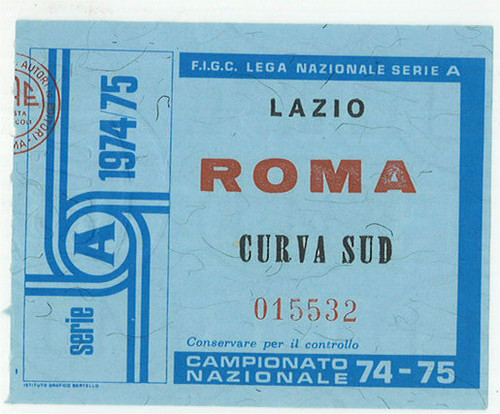 F.I.G.C. LEGA NAZIONALE SERIE A
LAZIO
ROMA
CURVA SUD
015532
Conservare per il controllo
CAMPIONATO
NAZIONALE 74-75
serie A 1974/75
ISTITUTO GRAFICO BERTELLO